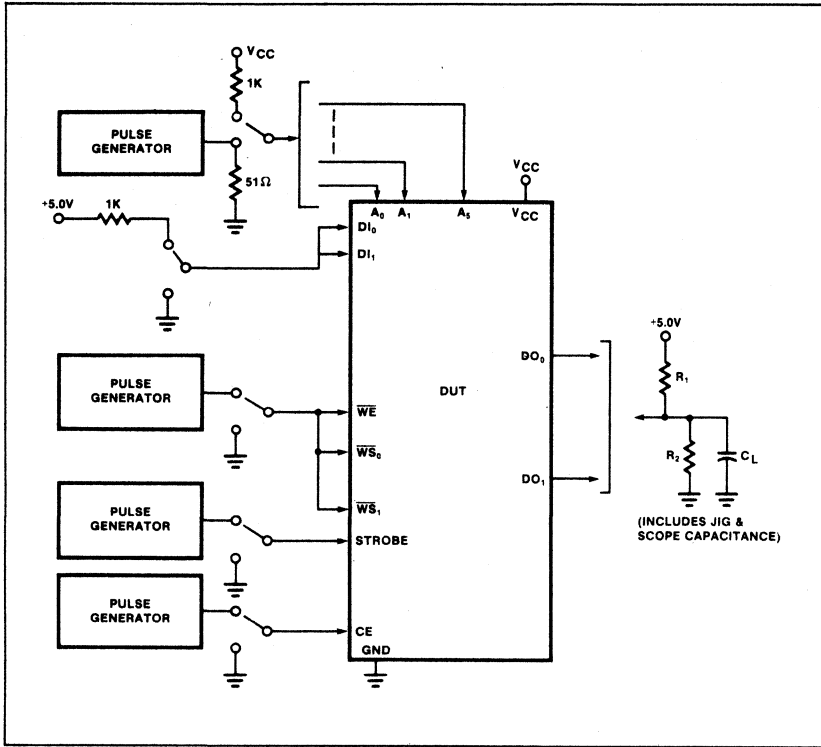 VCC
1K
PULSE
GENERATOR
51Ω
+5.0V
1K
A0 A1 A5
VCC
VCC
DI0
DI1
PULSE
GENERATOR
WE
WS0
WS1
PULSE
GENERATOR
STROBE
PULSE
GENERATOR
CE
GND
DUT
DO0
DO1
+5.0V
R1
R2
CL
(INCLUDES JIG &
SCOPE CAPACITANCE)